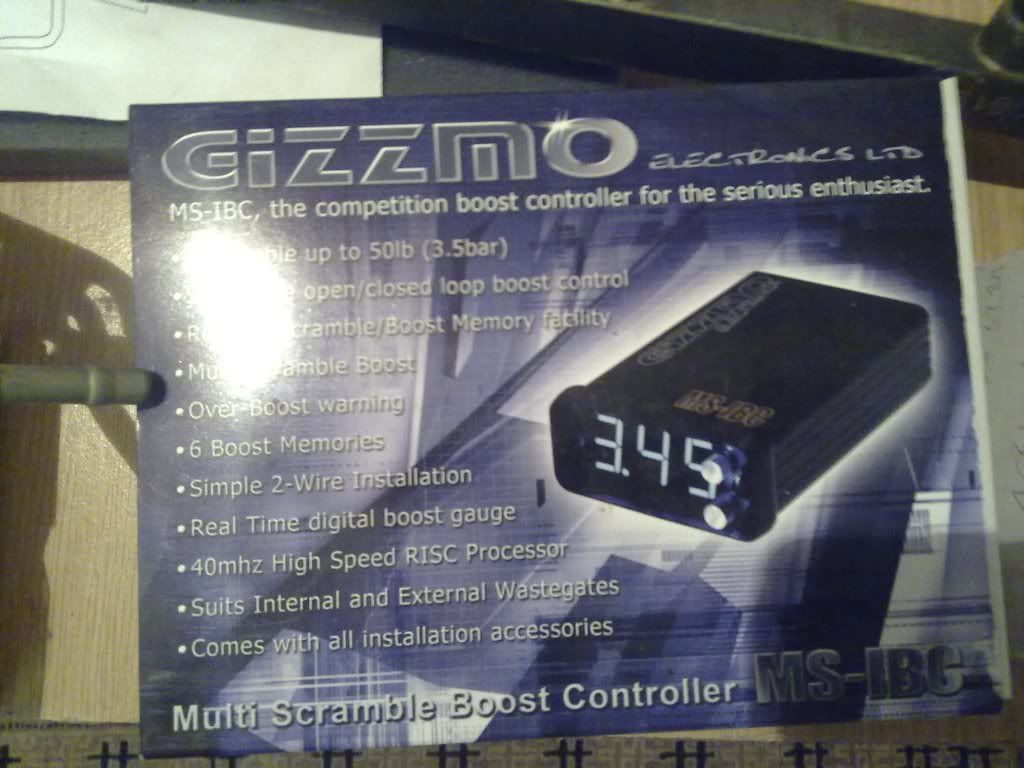 GIZZMO ELECTRONICS LTD
MS-IBC, the competition boost controller for the serious enthusiast.
up to 50lb (3.5bar)
open/closed loop boost control
Scramble/Boost Memory facility
• Scramble Boost
• Over-Boost warning
• 6 Boost Memories
• Simple 2-Wire Installation
• Real Time digital boost gauge
• 40mhz High Speed RISC Processor
• Suits Internal and External Wastegates
• Comes with all installation accessories
GIZZMO
MS-IBC
3.45
Multi Scramble Boost Controller MS-IBC